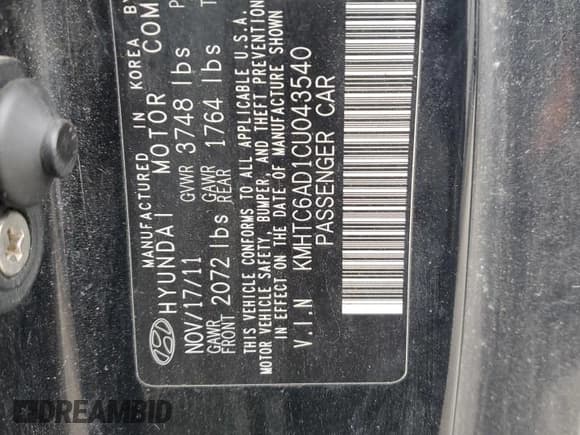 MANUFACTURED IN KOREA BY
HYUNDAI MOTOR COM
NOV/17/11 GVWR 3748 lbs
GAWR FRONT 2072 lbs GAWR REAR 1764 lbs
THIS VEHICLE CONFORMS TO ALL APPLICABLE U.S.A.
MOTOR VEHICLE SAFETY, BUMPER, AND THEFT PREVENTION
IN EFFECT ON THE DATE OF MANUFACTURE SHOWN
V.I.N KMHTC6AD1CU043540
PASSENGER CAR
DREAMBID